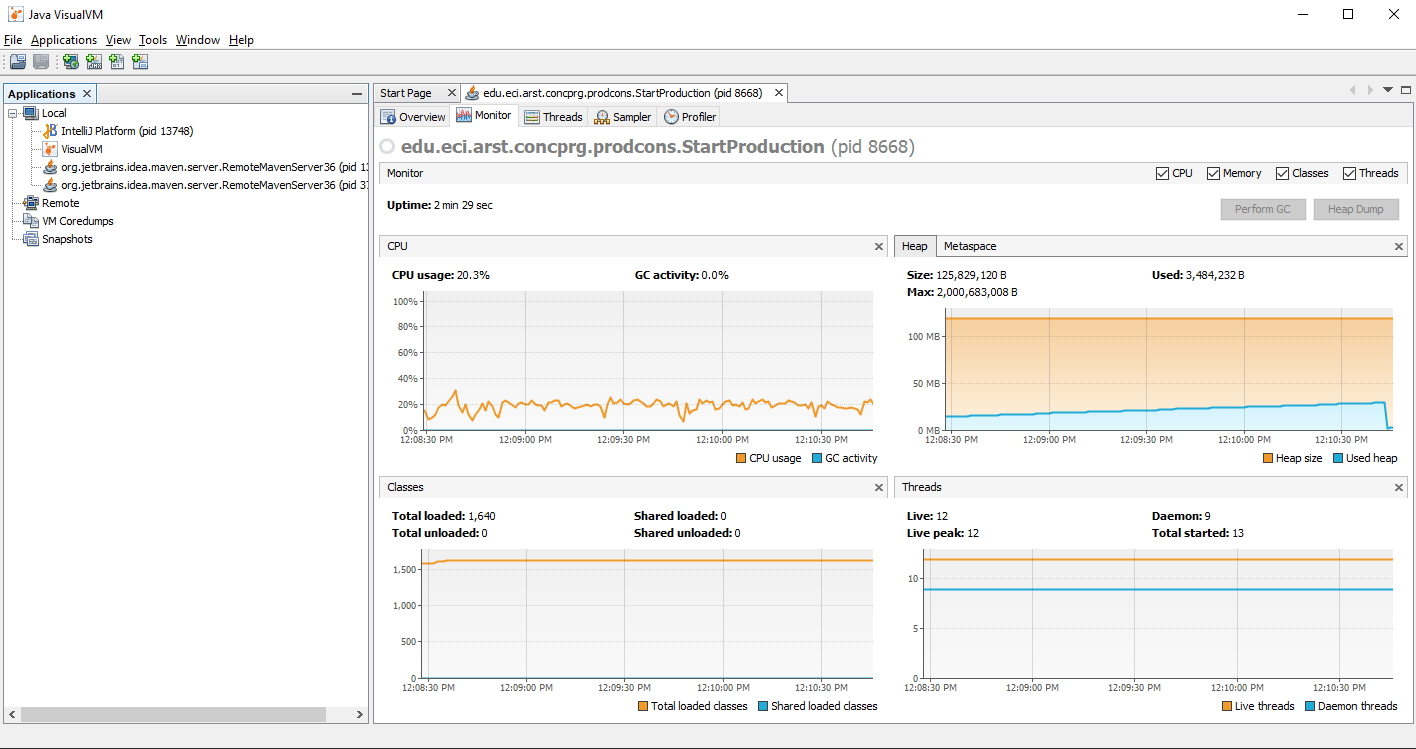 Java VisualVM
File Applications View Tools Window Help
Applications
Local
IntelliJ Platform (pid 13748)
VisualVM
org.jetbrains.idea.maven.server.RemoteMavenServer36 (pid 13
org.jetbrains.idea.maven.server.RemoteMavenServer36 (pid 37
Remote
VM Coredumps
Snapshots
Start Page edu.eci.arst.concprg.prodcons.StartProduction (pid 8668)
Overview Monitor Threads Sampler Profiler
edu.eci.arst.concprg.prodcons.StartProduction (pid 8668)
Monitor CPU Memory Classes Threads
Uptime: 2 min 29 sec
Perform GC Heap Dump
CPU
CPU usage: 20.3% GC activity: 0.0%
100%
80%
60%
40%
20%
0%
12:08:30 PM 12:09:00 PM 12:09:30 PM 12:10:00 PM 12:10:30 PM
CPU usage GC activity
Heap Metaspace
Size: 125,829,120 B Used: 3,484,232 B
Max: 2,000,683,008 B
100 MB
50 MB
0 MB
12:08:30 PM 12:09:00 PM 12:09:30 PM 12:10:00 PM 12:10:30 PM
Heap size Used heap
Classes
Total loaded: 1,640 Shared loaded: 0
Total unloaded: 0 Shared unloaded: 0
1,500
1,000
500
0
12:08:30 PM 12:09:00 PM 12:09:30 PM 12:10:00 PM 12:10:30 PM
Total loaded classes Shared loaded classes
Threads
Live: 12 Daemon: 9
Live peak: 12 Total started: 13
10
5
0
12:08:30 PM 12:09:00 PM 12:09:30 PM 12:10:00 PM 12:10:30 PM
Live threads Daemon threads